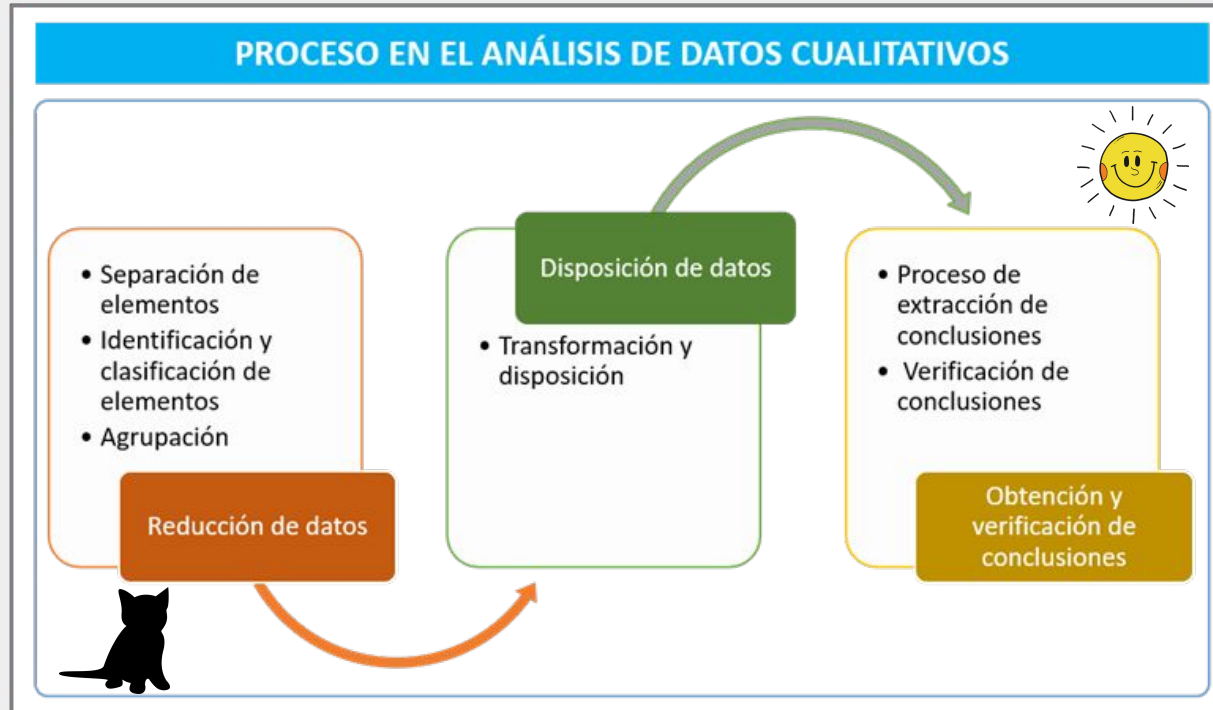 PROCESO EN EL ANÁLISIS DE DATOS CUALITATIVOS
• Separación de
elementos
• Identificación y
clasificación de
elementos
• Agrupación
Reducción de datos
Disposición de datos
• Transformación y
disposición
• Proceso de
extracción de
conclusiones
• Verificación de
conclusiones
Obtención y
verificación de
conclusiones